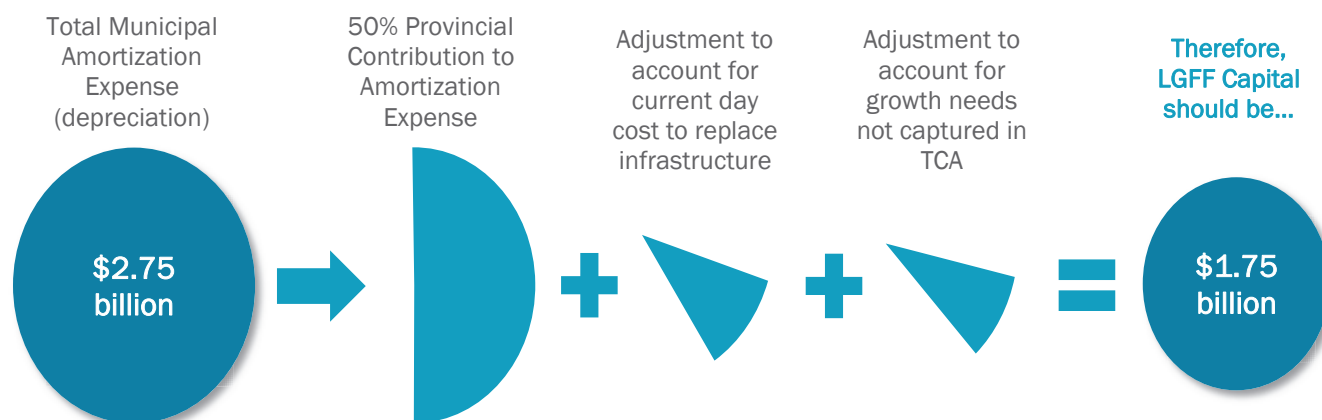 Total Municipal
Amortization
Expense
(depreciation)
50% Provincial
Contribution to
Amortization
Expense
Adjustment to
account for
current day
cost to replace
infrastructure
Adjustment to
account for
growth needs
not captured in
TCA
Therefore,
LGFF Capital
should be...
$2.75
billion
$1.75
billion